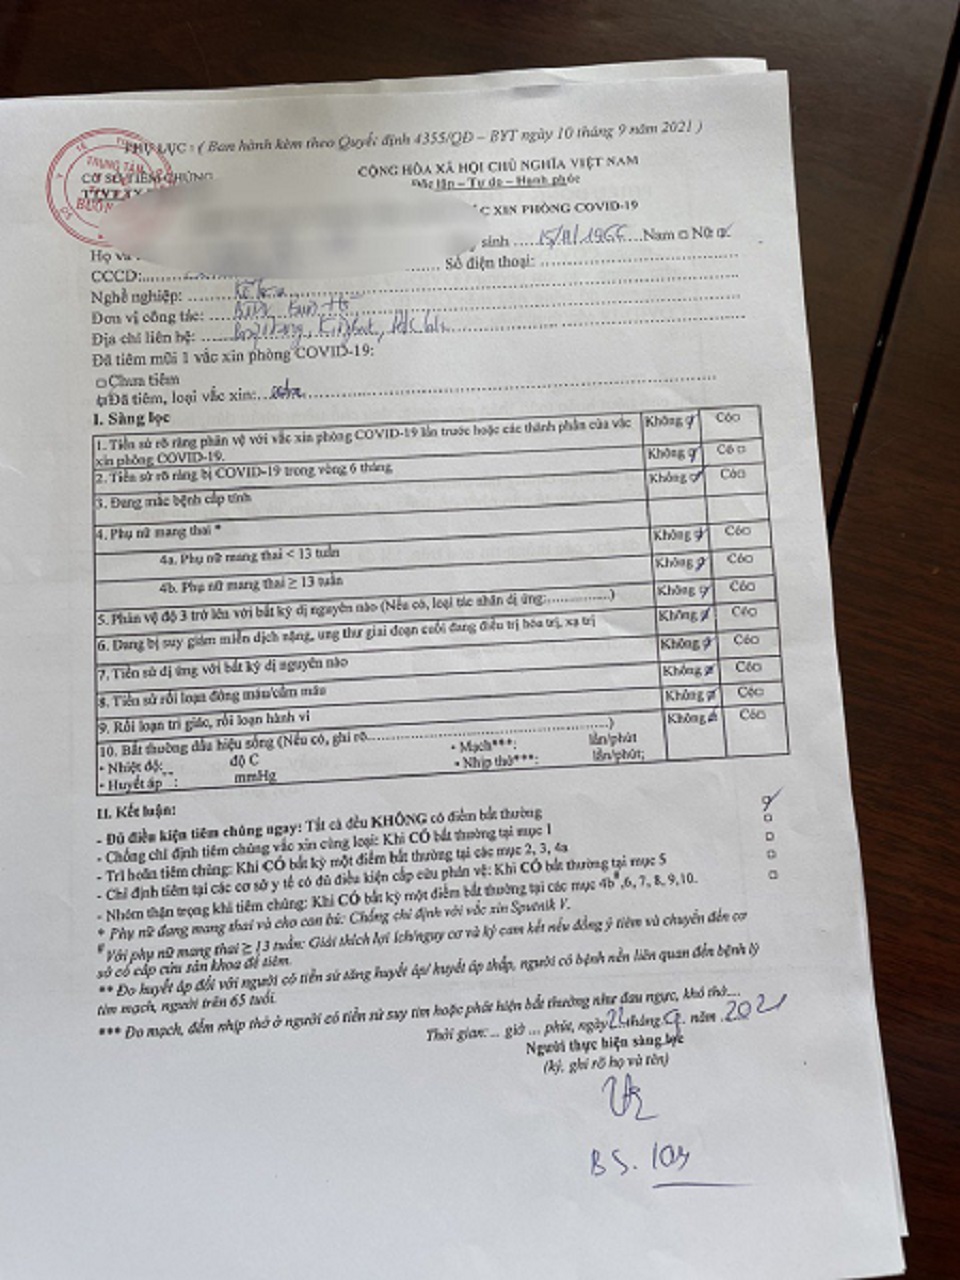 PHỤ LỤC : ( Ban hành kèm theo Quyết định 4355/QĐ – BYT ngày 10 tháng 9 năm 2021 )
TRUNG TÂM
CƠ SỞ TIÊM CHỦNG
CỘNG HÒA XÃ HỘI CHỦ NGHĨA VIỆT NAM
Độc lập – Tự do – Hạnh phúc
C XIN PHÒNG COVID-19
Họ và sinh 15/11/1966 Nam □ Nữ
CCCD: Số điện thoại:
Nghề nghiệp:
Đơn vị công tác:
Địa chỉ liên hệ:
Đã tiêm mũi 1 vắc xin phòng COVID-19:
□Chưa tiêm
Đã tiêm, loại vắc xin:
I. Sàng lọc
1. Tiền sử rõ ràng phản vệ với vắc xin phòng COVID-19 lần trước hoặc các thành phần của vắc Không Có□
xin phòng COVID-19.
2. Tiền sử rõ ràng bị COVID-19 trong vòng 6 tháng Không Có □
3. Đang mắc bệnh cấp tính Không Có□
4. Phụ nữ mang thai *
4a. Phụ nữ mang thai < 13 tuần Không Có□
4b. Phụ nữ mang thai ≥ 13 tuần Không Có□
5. Phản vệ độ 3 trở lên với bất kỳ dị nguyên nào (Nếu có, loại tác nhân dị ứng:...............) Không Có□
6. Đang bị suy giảm miễn dịch nặng, ung thư giai đoạn cuối đang điều trị hóa trị, xạ trị Không Có□
7. Tiền sử dị ứng với bất kỳ dị nguyên nào Không Có□
8. Tiền sử rối loạn đông máu/cầm máu Không Có□
9. Rối loạn tri giác, rối loạn hành vi Không Có□
10. Bất thường dấu hiệu sống (Nếu có, ghi rõ...............) Không Có□
• Nhiệt độ: độ C • Mạch***: lần/phút
• Huyết áp : mmHg • Nhịp thở***: lần/phút;
II. Kết luận:
- Đủ điều kiện tiêm chủng ngay: Tất cả đều KHÔNG có điểm bất thường
- Chống chỉ định tiêm chủng vắc xin cùng loại: Khi CÓ bất thường tại mục 1 □
- Trì hoãn tiêm chủng: Khi CÓ bất kỳ một điểm bất thường tại các mục 2, 3, 4a □
- Chỉ định tiêm tại các cơ sở y tế có đủ điều kiện cấp cứu phản vệ: Khi CÓ bất thường tại mục 5 □
- Nhóm thận trọng khi tiêm chủng: Khi CÓ bất kỳ một điểm bất thường tại các mục 4b#,6, 7, 8, 9,10. □
* Phụ nữ đang mang thai và cho con bú: Chống chỉ định với vắc xin Sputnik V.
# Với phụ nữ mang thai ≥ 13 tuần: Giải thích lợi ích/nguy cơ và ký cam kết nếu đồng ý tiêm và chuyển đến cơ
sở có cấp cứu sản khoa để tiêm.
** Đo huyết áp đối với người có tiền sử tăng huyết áp/ huyết áp thấp, người có bệnh nền liên quan đến bệnh lý
tim mạch, người trên 65 tuổi.
*** Đo mạch, đếm nhịp thở ở người có tiền sử suy tim hoặc phát hiện bất thường như đau ngực, khó thở....
Thời gian: ... giờ ... phút, ngày 22 tháng 9 năm 2021
Người thực hiện sàng lọc
(ký, ghi rõ họ và tên)
BS.